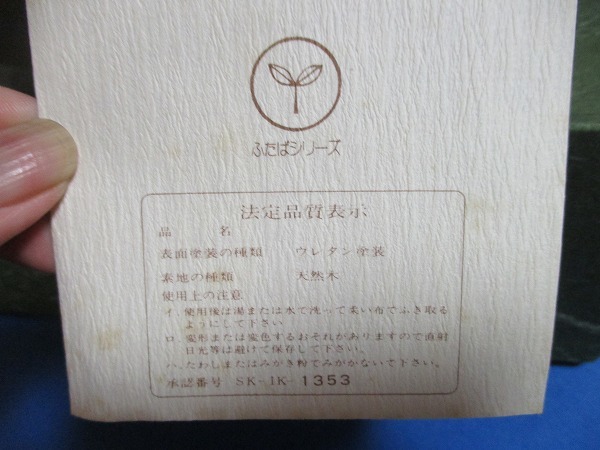 ふたばシリーズ
法定品質表示
品 名
表面塗装の種類 ウレタン塗装
素地の種類 天然木
使用上の注意
イ. 使用後は湯または水で洗って柔い布でふき取る
ようにして下さい
ロ. 変形または変色するおそれがありますので直射
日光等は避けて保存して下さい。
ハ. たわしまたはみがき粉でみがかないで下さい。
承認番号 SK-IK-1353